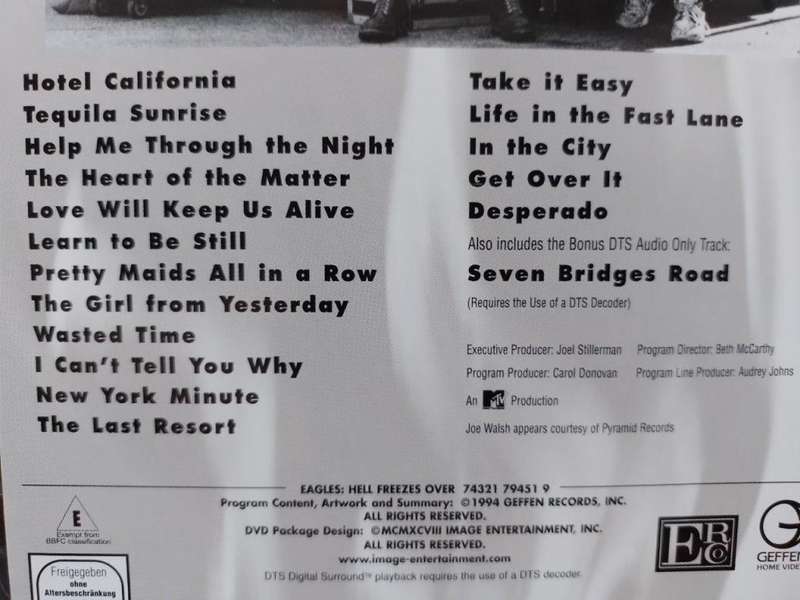 Hotel California
Tequila Sunrise
Help Me Through the Night
The Heart of the Matter
Love Will Keep Us Alive
Learn to Be Still
Pretty Maids All in a Row
The Girl from Yesterday
Wasted Time
I Can't Tell You Why
New York Minute
The Last Resort
Take it Easy
Life in the Fast Lane
In the City
Get Over It
Desperado
Also includes the Bonus DTS Audio Only Track:
Seven Bridges Road
(Requires the Use of a DTS Decoder)
Executive Producer: Joel Stillerman Program Director: Beth McCarthy
Program Producer: Carol Donovan Program Line Producer: Audrey Johns
An MTV Production
Joe Walsh appears courtesy of Pyramid Records
EAGLES: HELL FREEZES OVER 74321 79451 9
Program Content, Artwork and Summary: ©1994 GEFFEN RECORDS, INC.
ALL RIGHTS RESERVED.
DVD Package Design: ©MCMXCVIII IMAGE ENTERTAINMENT, INC.
ALL RIGHTS RESERVED.
www.image-entertainment.com
DTS Digital Surround™ playback requires the use of a DTS decoder.
E
Exempt from
BBFC classification
Freigegeben
ohne
Altersbeschränkung
ERCO
GEFFEN
HOME VIDE